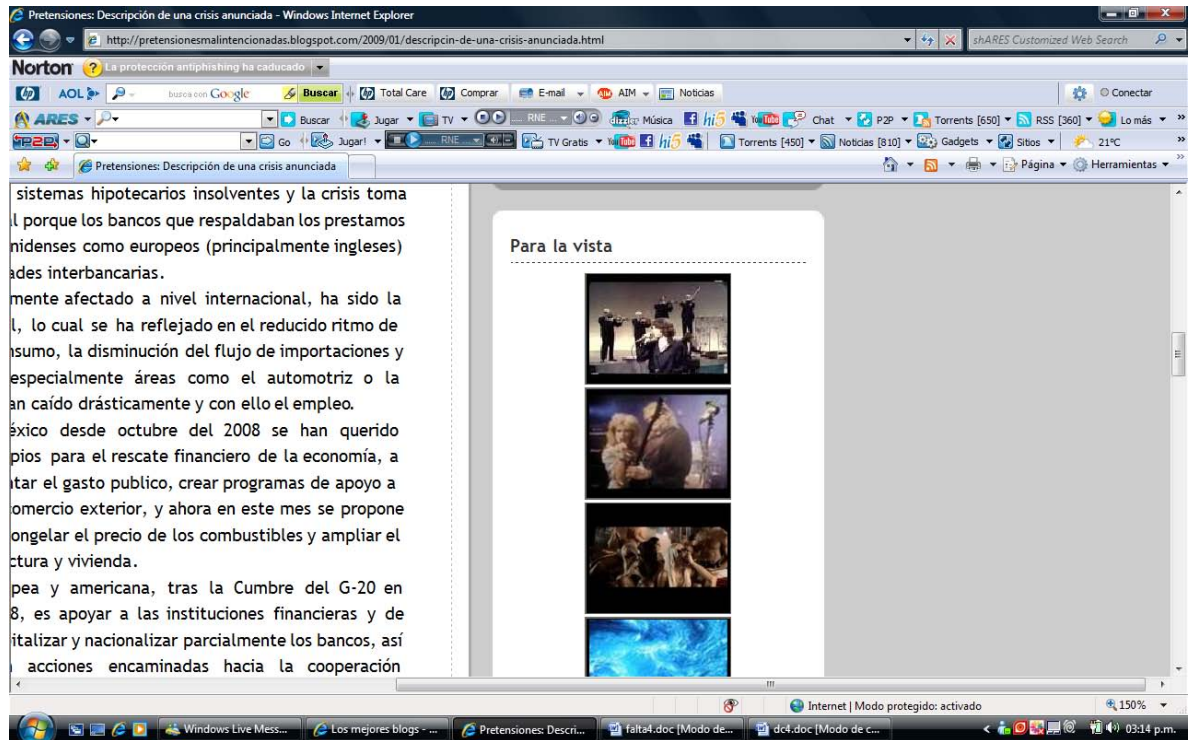 Pretensiones: Descripción de una crisis anunciada - Windows Internet Explorer
http://pretensionesmalintencionadas.blogspot.com/2009/01/descripcin-de-una-crisis-anunciada.html
shARES Customized Web Search
Norton La protección antiphishing ha caducado
AOL busca con Google Buscar Total Care Comprar E-mail AIM Noticias Conectar
ARES Buscar Jugar TV RNE ... Música hi5 Chat P2P Torrents [650] RSS [360] Lo más
Go Jugar! RNE TV Gratis hi5 Torrents [450] Noticias [810] Gadgets Sitios 21ºC
Pretensiones: Descripción de una crisis anunciada Página Herramientas
sistemas hipotecarios insolventes y la crisis toma
l porque los bancos que respaldaban los prestamos
nidenses como europeos (principalmente ingleses)
ades interbancarias.
mente afectado a nivel internacional, ha sido la
l, lo cual se ha reflejado en el reducido ritmo de
nsumo, la disminución del flujo de importaciones y
especialmente áreas como el automotriz o la
an caído drásticamente y con ello el empleo.
éxico desde octubre del 2008 se han querido
pios para el rescate financiero de la economía, a
ntar el gasto publico, crear programas de apoyo a
comercio exterior, y ahora en este mes se propone
ongelar el precio de los combustibles y ampliar el
ctura y vivienda.
pea y americana, tras la Cumbre del G-20 en
8, es apoyar a las instituciones financieras y de
italizar y nacionalizar parcialmente los bancos, así
acciones encaminadas hacia la cooperación
Para la vista
Internet | Modo protegido: activado 150%
Windows Live Mess... Los mejores blogs - ... Pretensiones: Descri... falta4.doc [Modo de... dc4.doc [Modo de c... 03:14 p.m.